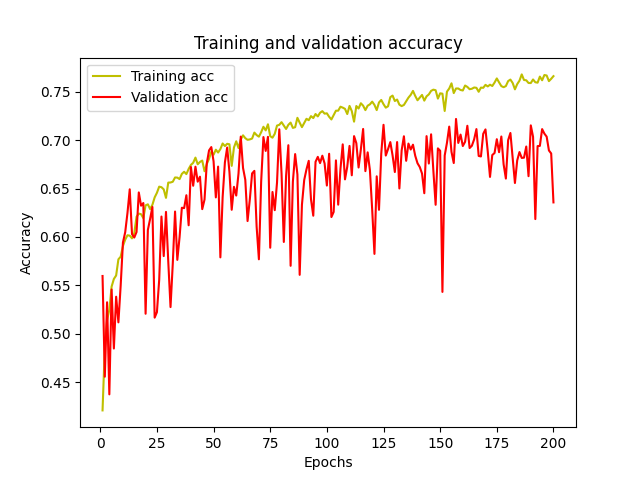 Training and validation accuracy
Training acc
Validation acc
0.75
0.70
0.65
0.60
0.55
0.50
0.45
Accuracy
0 25 50 75 100 125 150 175 200
Epochs